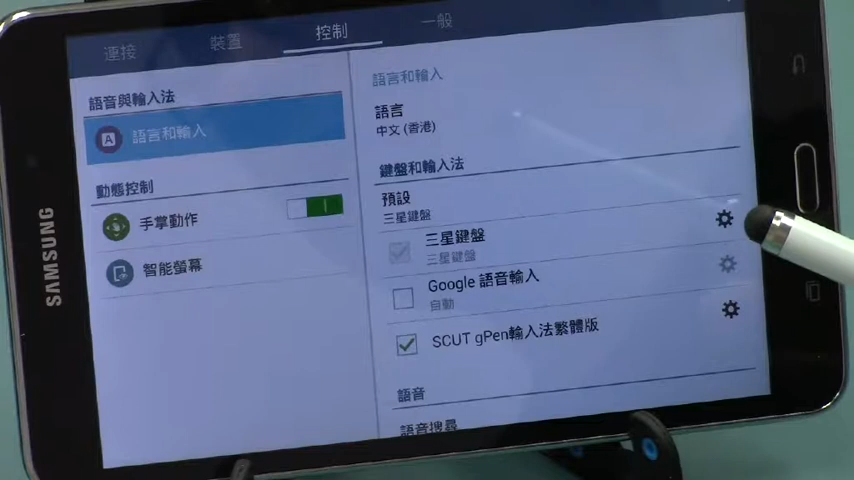 連接
裝置
控制
一般
語音與輸入法
語言和輸入
動態控制
手掌動作
智能螢幕
語言和輸入
語言
中文 (香港)
鍵盤和輸入法
預設
三星鍵盤
三星鍵盤
三星鍵盤
Google 語音輸入
自動
SCUT gPen輸入法繁體版
語音
語音搜尋
SAMSUNG